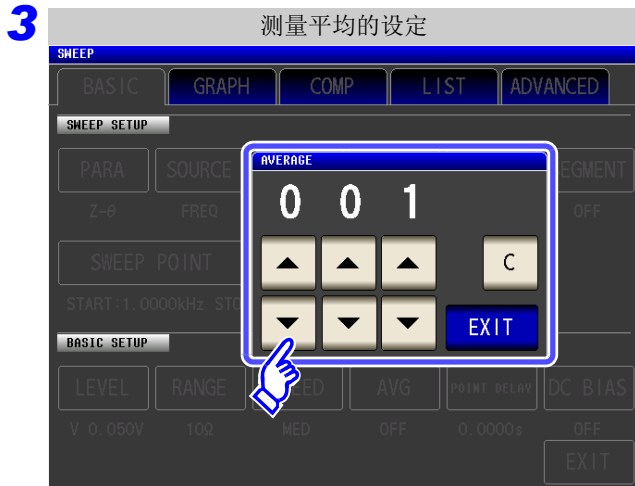 3
测量平均的设定
SWEEP
BASIC GRAPH COMP LIST ADVANCED
SWEEP SETUP
PARA SOURCE EGMENT
Z-θ FREQ OFF
AVERAGE
0 0 1
C
EXIT
SWEEP POINT
START:1.0000kHz STO
BASIC SETUP
LEVEL RANGE EED AVG POINT DELAY DC BIAS
V 0.050V 10Ω MED OFF 0.0000s OFF
EXIT